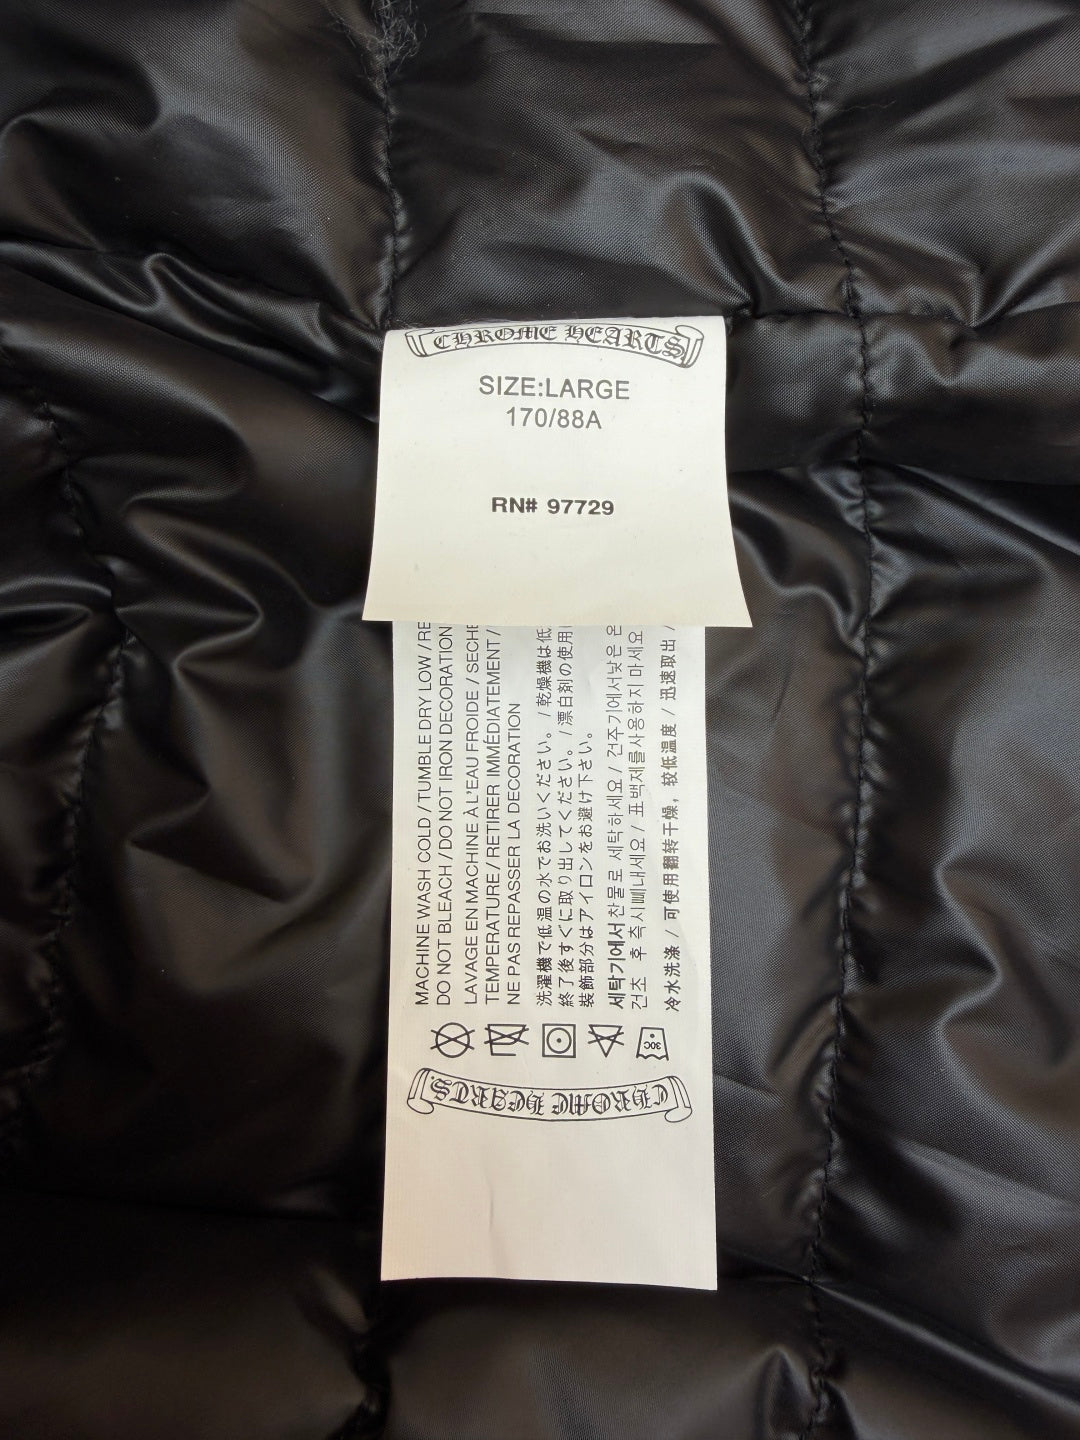 CHROME HEARTS
SIZE:LARGE
170/88A
RN# 97729
MACHINE WASH COLD / TUMBLE DRY LOW / RE
DO NOT BLEACH / DO NOT IRON DECORATION
LAVAGE EN MACHINE À L'EAU FROIDE / SECHE
TEMPERATURE / RETIRER IMMÉDIATEMENT /
NE PAS REPASSER LA DECORATION
洗濯機で低温の水でお洗いください。 / 乾燥機は低
終了後すぐに取り出してください。 / 漂白剤の使用
装飾部分はアイロンをお避け下さい。
세탁기에서 찬물로 세탁하세요 / 건주기에서낮은 온
건조 후 측시빼내세요 / 표백제를사용하지 마세요
冷水洗涤 / 可使用翻转干燥，较低温度 / 迅速取出 /
30C
CHROME HEARTS